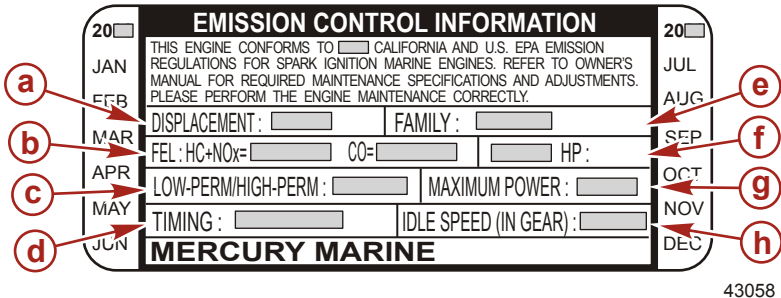 EMISSION CONTROL INFORMATION
20
20
THIS ENGINE CONFORMS TO CALIFORNIA AND U.S. EPA EMISSION
REGULATIONS FOR SPARK IGNITION MARINE ENGINES. REFER TO OWNER'S
MANUAL FOR REQUIRED MAINTENANCE SPECIFICATIONS AND ADJUSTMENTS.
PLEASE PERFORM THE ENGINE MAINTENANCE CORRECTLY.
JAN
JUL
a
e
FEB
AUG
DISPLACEMENT : FAMILY :
MAR
SEP
b
f
FEL : HC+NOx= CO= HP :
APR
OCT
c
g
LOW-PERM/HIGH-PERM : MAXIMUM POWER :
MAY
NOV
TIMING : IDLE SPEED (IN GEAR) :
d
h
JUN
DEC
MERCURY MARINE
43058